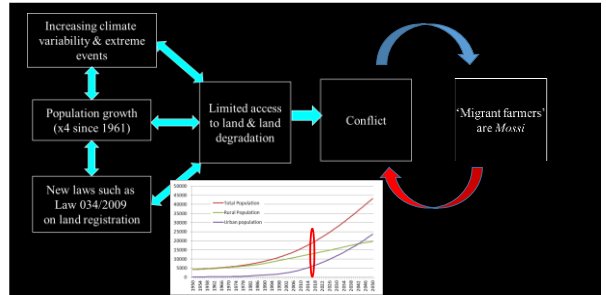 Increasing climate
variability & extreme
events
Population growth
(x4 since 1961)
New laws such as
Law 034/2009
on land registration
Limited access
to land & land
degradation
Conflict
'Migrant farmers'
are Mossi
50000
45000
40000
35000
30000
25000
20000
15000
10000
5000
0
Total Population
Rural Population
Urban population